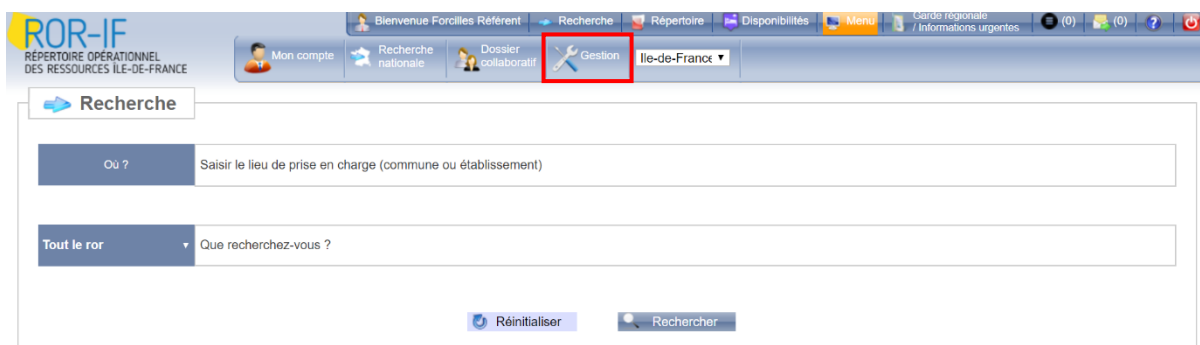 ROR-IF
RÉPERTOIRE OPÉRATIONNEL
DES RESSOURCES ÎLE-DE-FRANCE
Bienvenue Forcilles Référent
Recherche
Répertoire
Disponibilités
Menu
Garde régionale
/ Informations urgentes
(0)
(0)
?
Mon compte
Recherche
nationale
Dossier
collaboratif
Gestion
Ile-de-France
Recherche
Où ?
Saisir le lieu de prise en charge (commune ou établissement)
Tout le ror
Que recherchez-vous ?
Réinitialiser
Rechercher